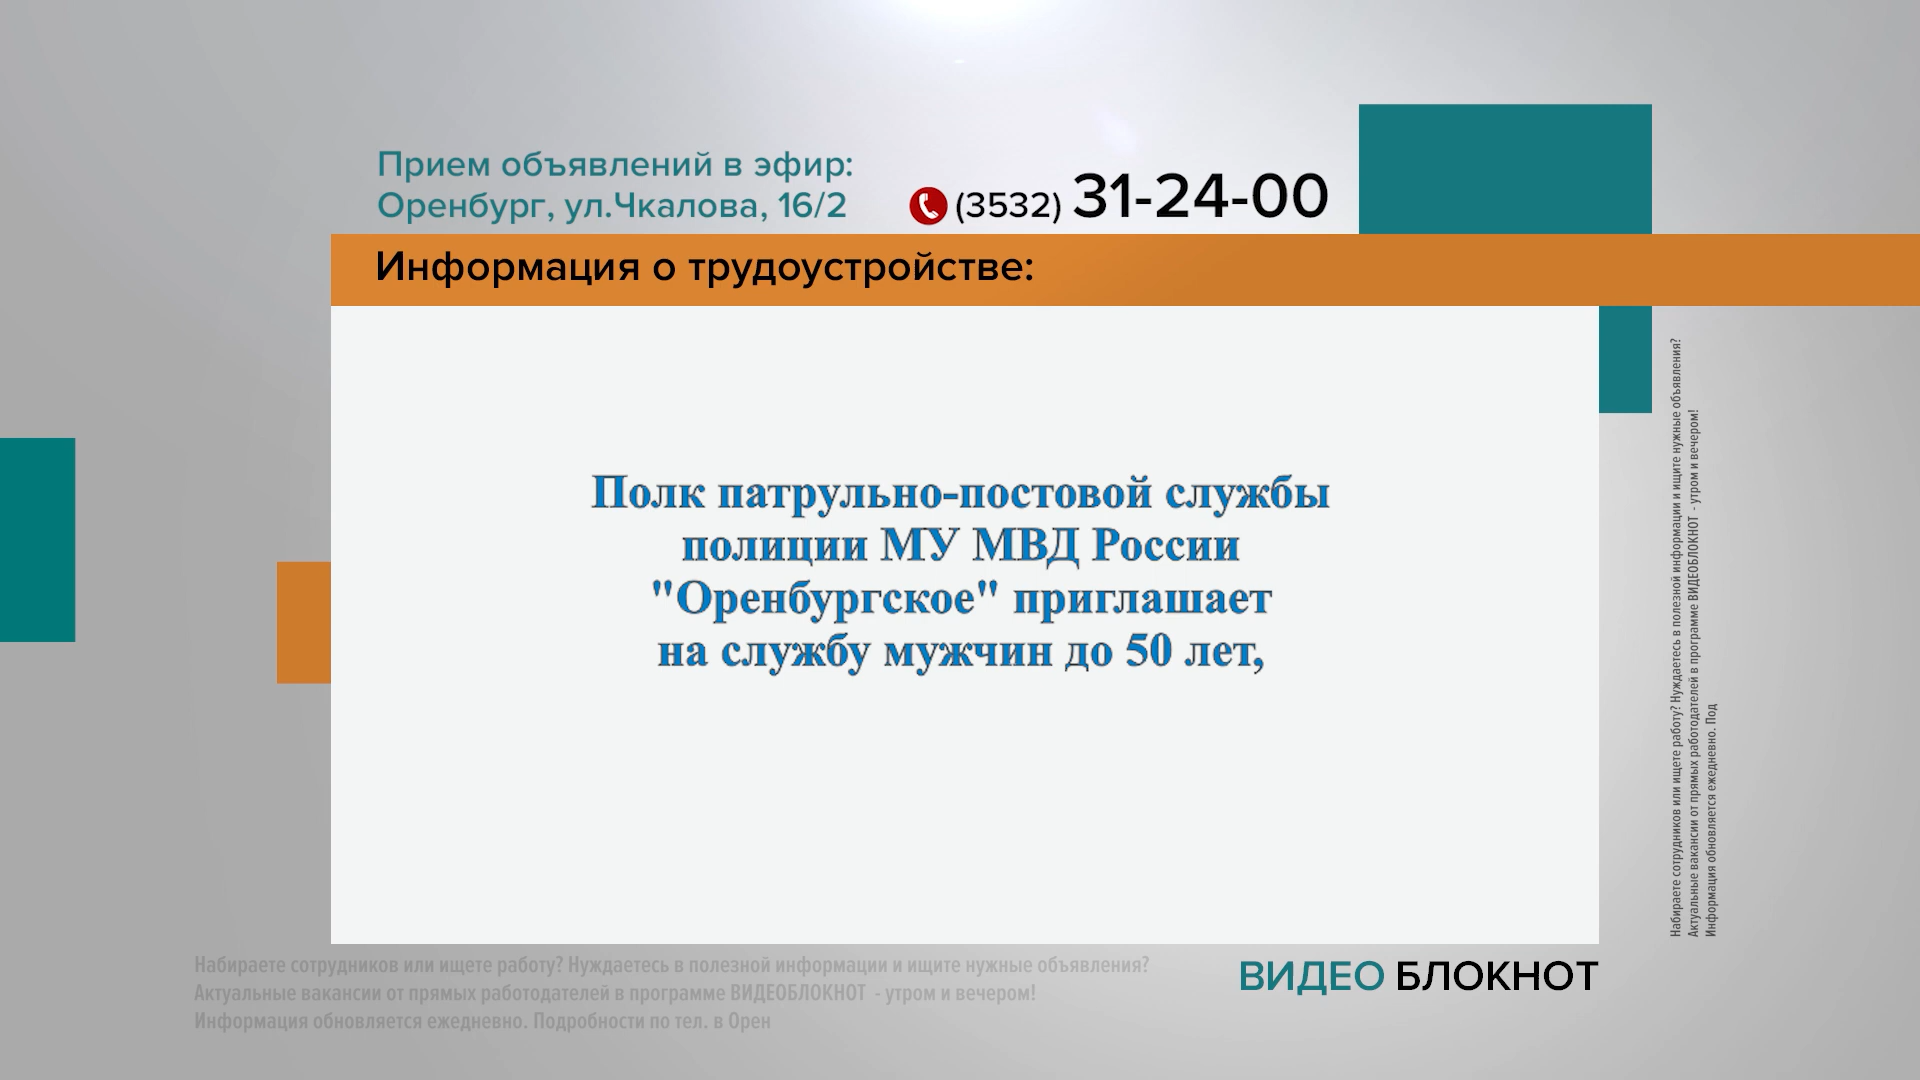 Прием объявлений в эфир:
Оренбург, ул.Чкалова, 16/2
(3532) 31-24-00
Информация о трудоустройстве:
Полк патрульно-постовой службы
полиции МУ МВД России
"Оренбургское" приглашает
на службу мужчин до 50 лет,
Набираете сотрудников или ищете работу? Нуждаетесь в полезной информации и ищите нужные объявления?
Актуальные вакансии от прямых работодателей в программе ВИДЕОБЛОКНОТ - утром и вечером!
Информация обновляется ежедневно. Под
Набираете сотрудников или ищете работу? Нуждаетесь в полезной информации и ищите нужные объявления?
Актуальные вакансии от прямых работодателей в программе ВИДЕОБЛОКНОТ - утром и вечером!
Информация обновляется ежедневно. Подробности по тел. в Орен
ВИДЕО БЛОКНОТ